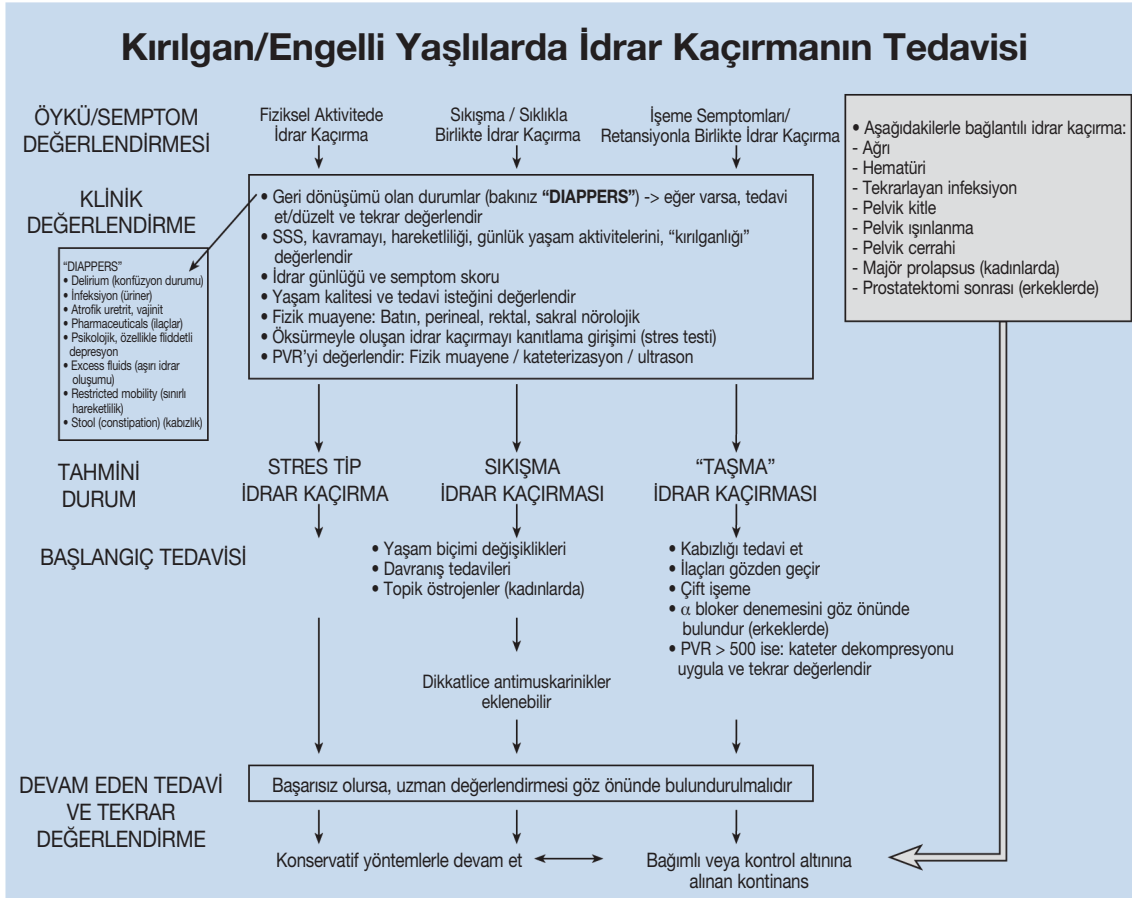 Kırılgan/Engelli Yaşlılarda İdrar Kaçırmanın Tedavisi
ÖYKÜ/SEMPTOM
DEĞERLENDİRMESİ
Fiziksel Aktivitede
İdrar Kaçırma
Sıkışma / Sıklıkla
Birlikte İdrar Kaçırma
İşeme Semptomları/
Retansiyonla Birlikte İdrar Kaçırma
• Aşağıdakilerle bağlantılı idrar kaçırma:
- Ağrı
- Hematüri
- Tekrarlayan infeksiyon
- Pelvik kitle
- Pelvik ışınlanma
- Pelvik cerrahi
- Majör prolapsus (kadınlarda)
- Prostatektomi sonrası (erkeklerde)
KLİNİK
DEĞERLENDİRME
• Geri dönüşümü olan durumlar (bakınız “DIAPPERS”) -> eğer varsa, tedavi
et/düzelt ve tekrar değerlendir
• SSS, kavramayı, hareketliliği, günlük yaşam aktivitelerini, “kırılganlığı”
değerlendir
• İdrar günlüğü ve semptom skoru
• Yaşam kalitesi ve tedavi isteğini değerlendir
• Fizik muayene: Batın, perineal, rektal, sakral nörolojik
• Öksürmeyle oluşan idrar kaçırmayı kanıtlama girişimi (stres testi)
• PVR’yi değerlendir: Fizik muayene / kateterizasyon / ultrason
“DIAPPERS”
• Delirium (konfüzyon durumu)
• İnfeksiyon (üriner)
• Atrofik uretrit, vajinit
• Pharmaceuticals (ilaçlar)
• Psikolojik, özellikle fliddetli
depresyon
• Excess fluids (aşırı idrar
oluşumu)
• Restricted mobility (sınırlı
hareketlilik)
• Stool (constipation) (kabızlık)
TAHMİNİ
DURUM
STRES TİP
İDRAR KAÇIRMA
SIKIŞMA
İDRAR KAÇIRMASI
“TAŞMA”
İDRAR KAÇIRMASI
BAŞLANGIÇ TEDAVİSİ
• Yaşam biçimi değişiklikleri
• Davranış tedavileri
• Topik östrojenler (kadınlarda)
Dikkatlice antimuskarinikler
eklenebilir
• Kabızlığı tedavi et
• İlaçları gözden geçir
• Çift işeme
• α bloker denemesini göz önünde
bulundur (erkeklerde)
• PVR > 500 ise: kateter dekompresyonu
uygula ve tekrar değerlendir
DEVAM EDEN TEDAVİ
VE TEKRAR
DEĞERLENDİRME
Başarısız olursa, uzman değerlendirmesi göz önünde bulundurulmalıdır
Konservatif yöntemlerle devam et
Bağımlı veya kontrol altınına
alınan kontinans